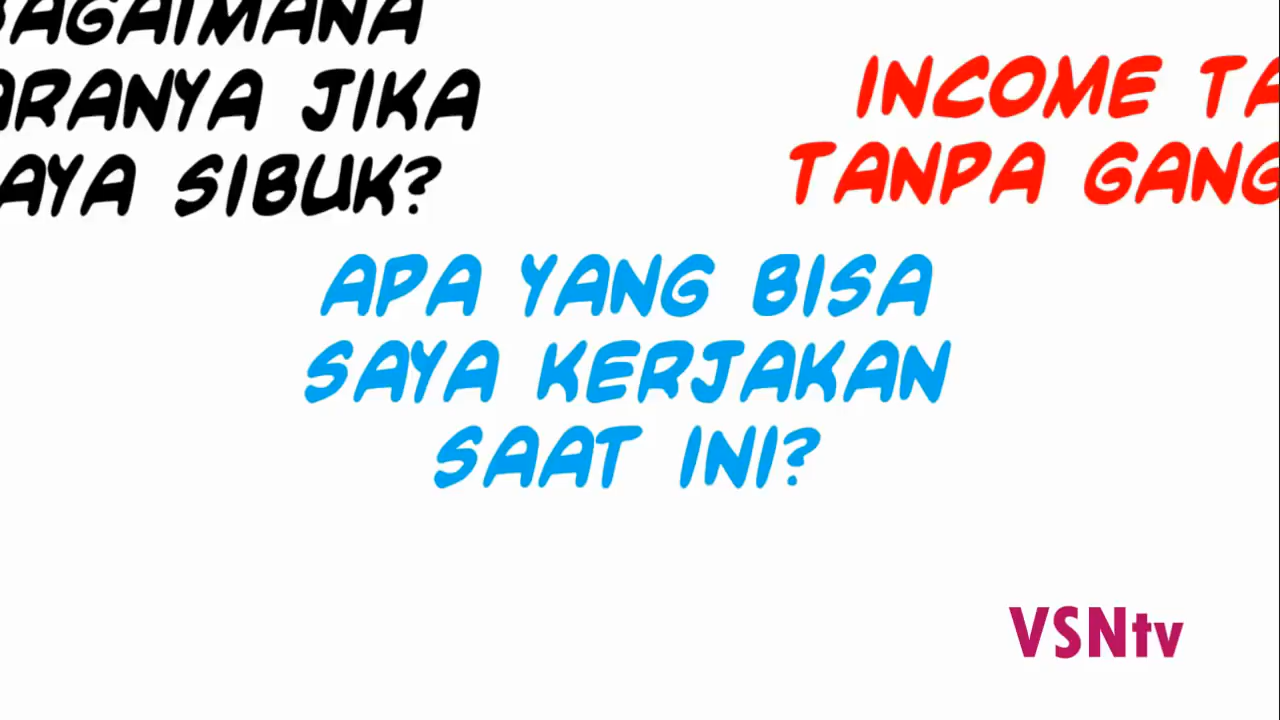 BAGAIMANA
ARANYA JIKA
AYA SIBUK?
INCOME TA
TANPA GANG
APA YANG BISA
SAYA KERJAKAN
SAAT INI?
VSNtv